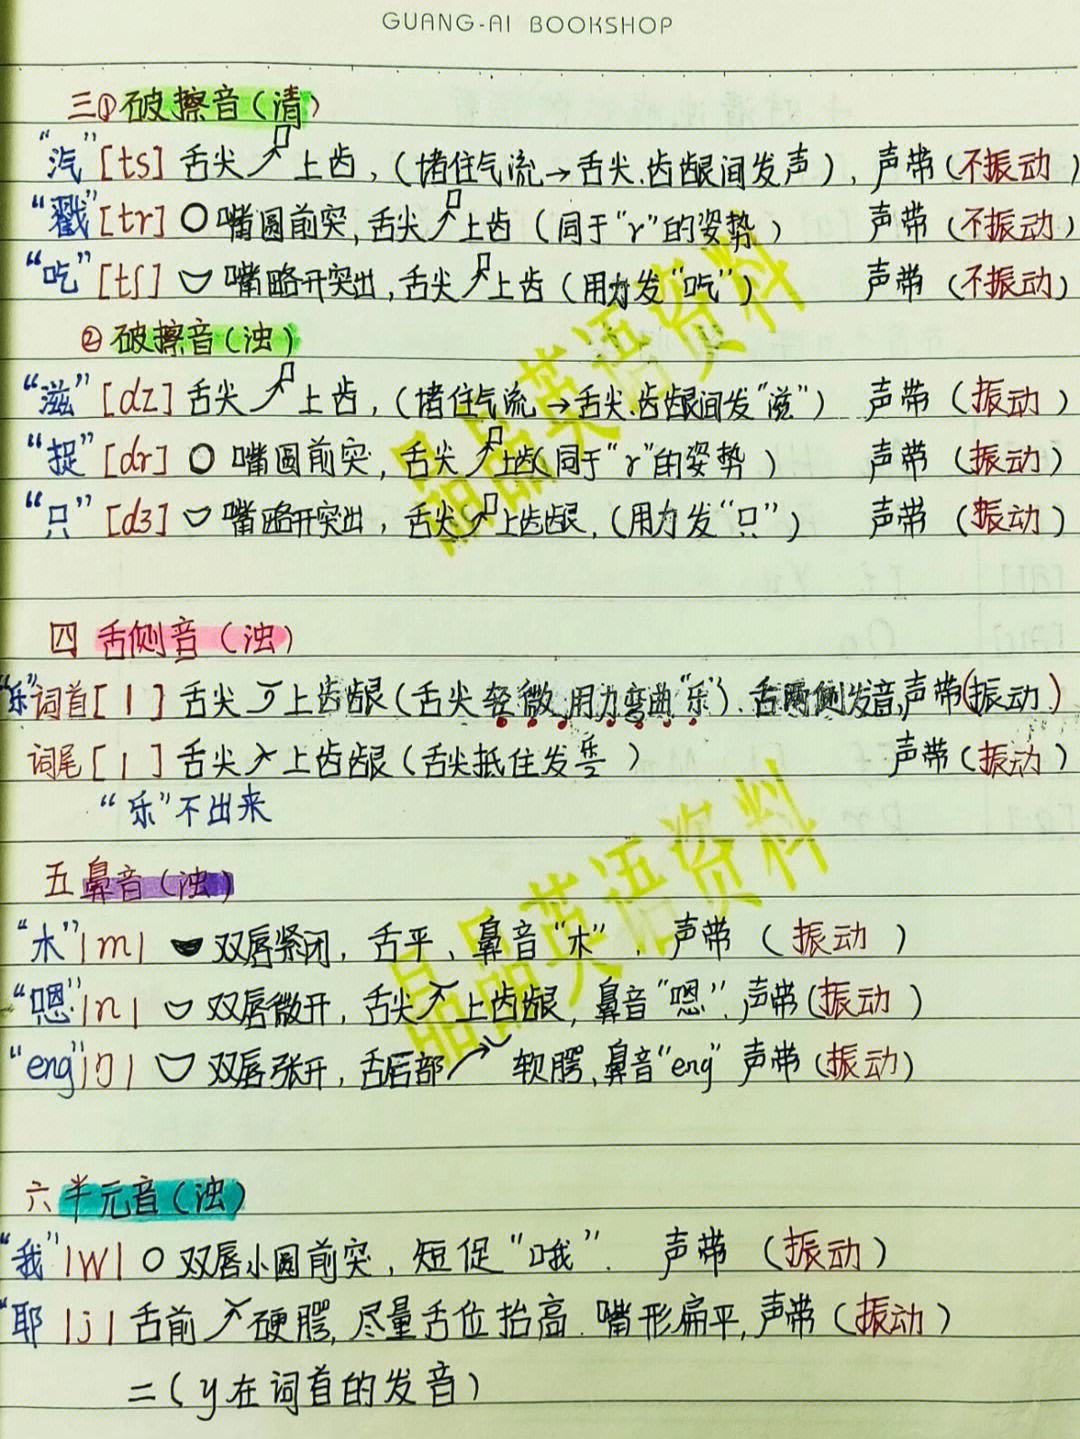 GUANG-AI BOOKSHOP
三①破擦音(清)
"汽"[ts] 舌尖↗上齿,(堵住气流→舌尖.齿龈间发声),声带(不振动)
"戳"[tr] 嘴圆前突,舌尖↗上齿(同于"r"的姿势) 声带(不振动)
"吃"[tʃ] 嘴略开突出,舌尖↗上齿(用力发"吃") 声带(不振动)
②破擦音(浊)
"滋"[dz] 舌尖↗上齿,(堵住气流→舌尖.齿龈间发"滋") 声带(振动)
"捉"[dr] 嘴圆前突,舌尖↗上齿(同于"r"的姿势) 声带(振动)
"只"[dʒ] 嘴略开突出,舌尖↗上齿龈,(用力发"只") 声带(振动)
四 舌侧音(浊)
"乐"词首[l] 舌尖 上齿龈(舌尖轻微,用力弯曲"乐").舌两侧发音,声带(振动)
词尾[l] 舌尖 上齿龈(舌尖抵住发 ) 声带(振动)
"乐"不出来
五 鼻音(浊)
"木"|m| 双唇紧闭,舌平、鼻音"木".声带(振动)
"嗯"|n| 双唇微开,舌尖 上齿龈,鼻音"嗯".声带(振动)
"eng"|ŋ| 双唇张开,舌后部↗软腭,鼻音"eng" 声带(振动)
六 半元音(浊)
"我"|w| 双唇小圆前突,短促"哦". 声带(振动)
"耶 |j| 舌前↗硬腭,尽量舌位抬高.嘴形扁平,声带(振动)
=(y在词首的发音)
晶晶英语资料
晶晶英语资料